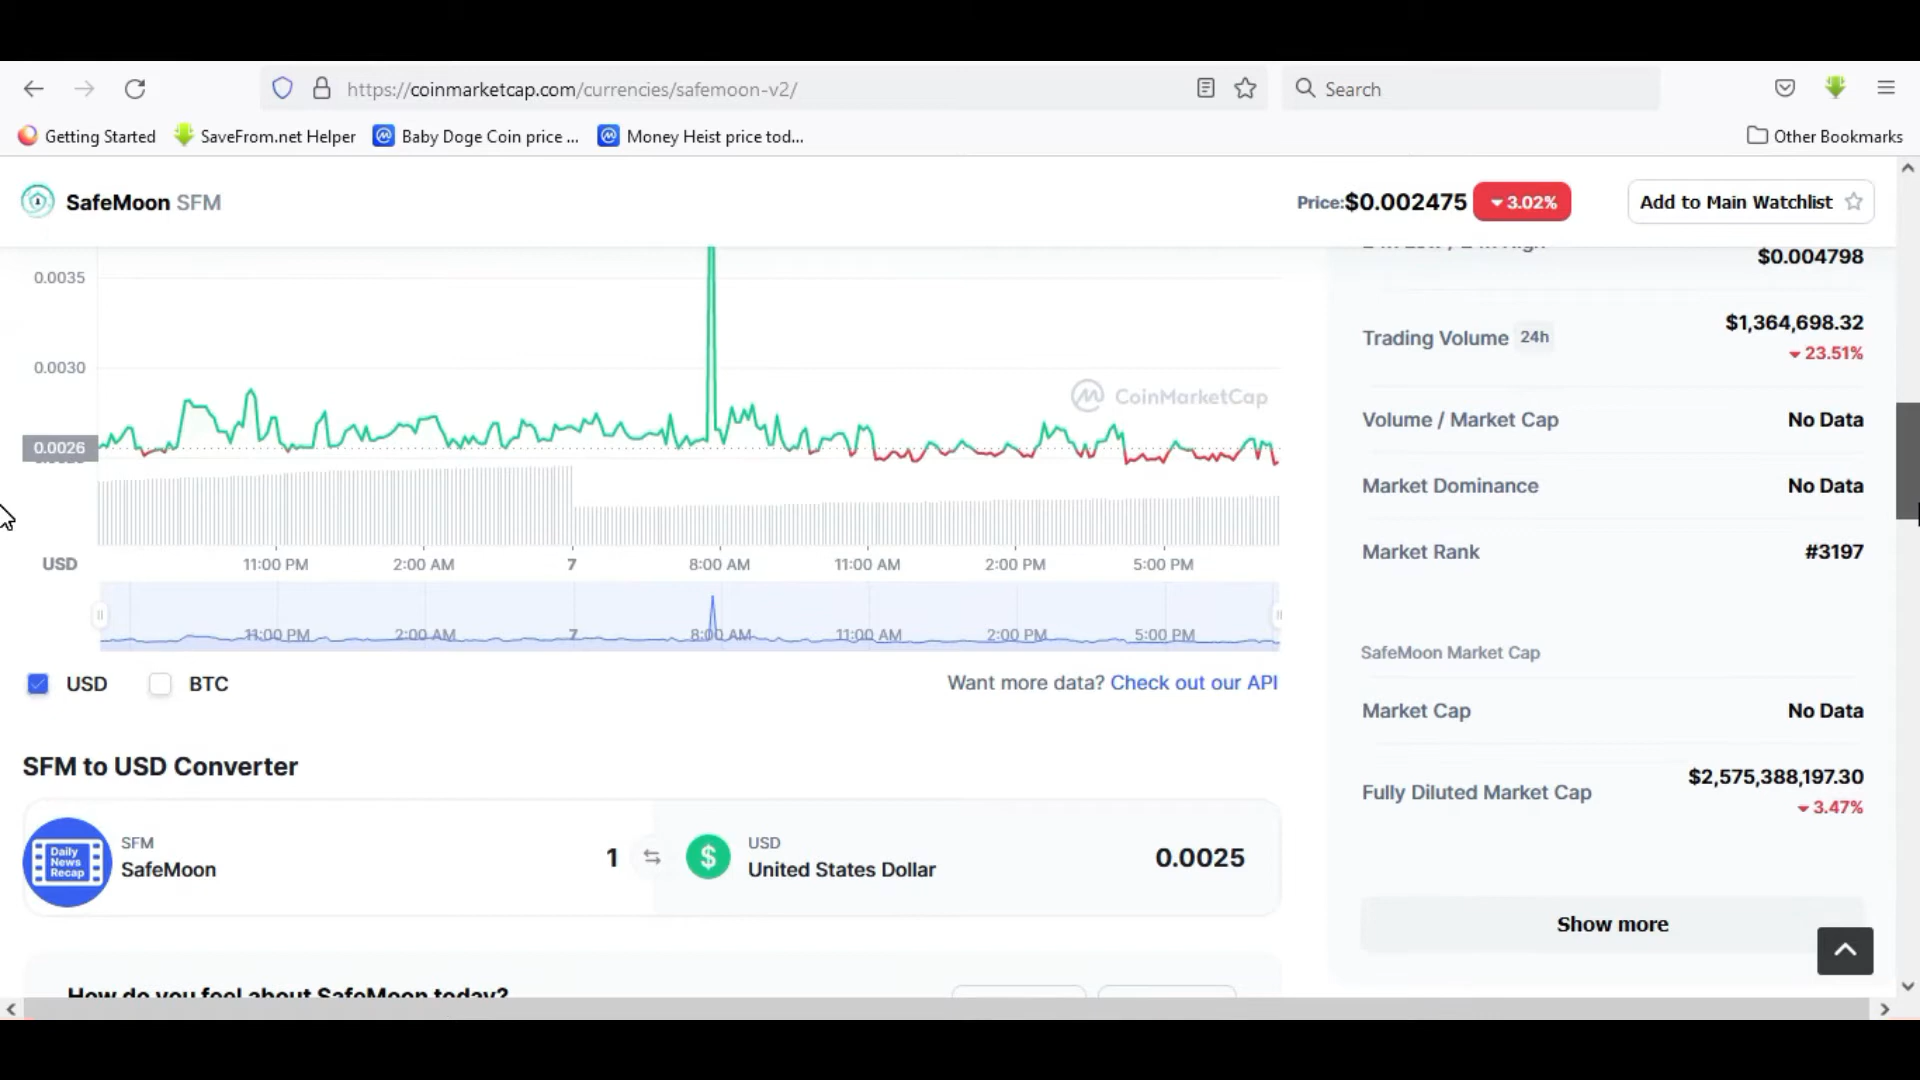 https://coinmarketcap.com/currencies/safemoon-v2/
Search
Getting Started
SaveFrom.net Helper
Baby Doge Coin price ...
Money Heist price tod...
Other Bookmarks
SafeMoon SFM
Price:$0.002475
3.02%
Add to Main Watchlist
$0.004798
0.0035
0.0030
0.0026
CoinMarketCap
USD
11:00 PM
2:00 AM
7
8:00 AM
11:00 AM
2:00 PM
5:00 PM
11:00 PM
2:00 AM
7
8:00 AM
11:00 AM
2:00 PM
5:00 PM
USD
BTC
Want more data? Check out our API
Trading Volume 24h
$1,364,698.32
23.51%
Volume / Market Cap
No Data
Market Dominance
No Data
Market Rank
#3197
SafeMoon Market Cap
Market Cap
No Data
Fully Diluted Market Cap
$2,575,388,197.30
3.47%
Show more
SFM to USD Converter
Daily
News
Recap
SFM
SafeMoon
1
USD
United States Dollar
0.0025
How do you feel about SafeMoon today?